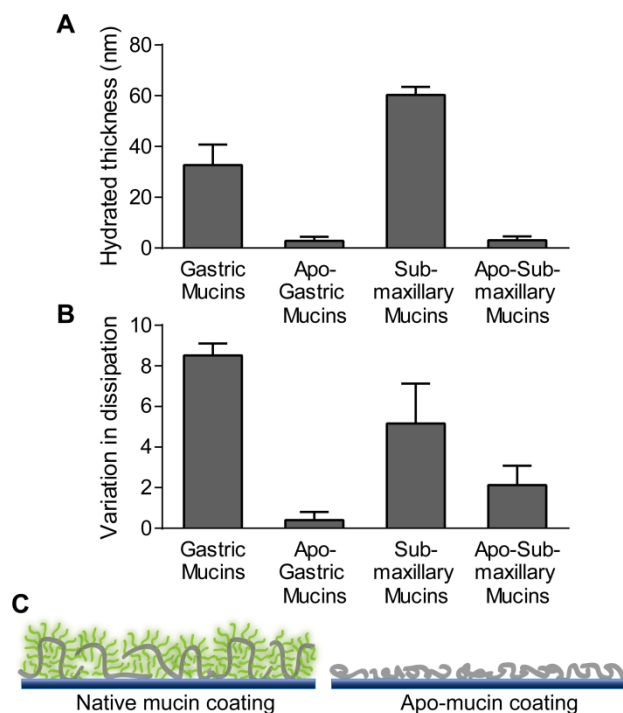 A
Hydrated thickness (nm)
80
60
40
20
0
Gastric
Mucins
Apo-
Gastric
Mucins
Sub-
maxillary
Mucins
Apo-Sub-
maxillary
Mucins
B
Variation in dissipation
10
8
6
4
2
0
Gastric
Mucins
Apo-
Gastric
Mucins
Sub-
maxillary
Mucins
Apo-Sub-
maxillary
Mucins
C
Native mucin coating
Apo-mucin coating